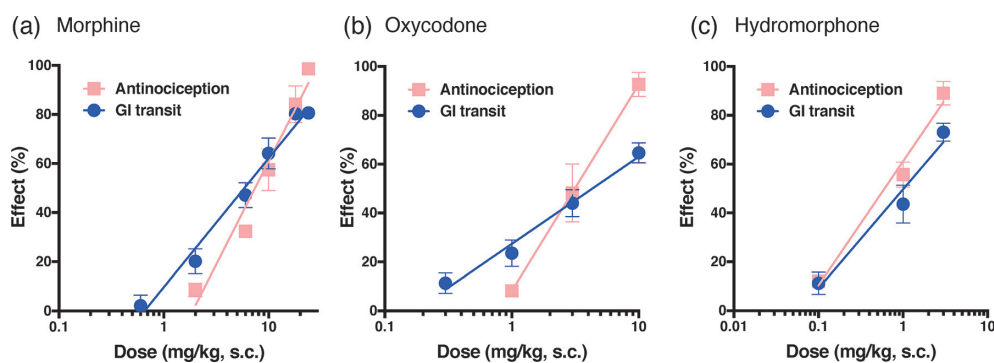 (a) Morphine
100
80
60
40
20
0
Effect (%)
Antinociception
GI transit
0.1
1
10
Dose (mg/kg, s.c.)
(b) Oxycodone
100
80
60
40
20
0
Effect (%)
Antinociception
GI transit
0.1
1
10
Dose (mg/kg, s.c.)
(c) Hydromorphone
100
80
60
40
20
0
Effect (%)
Antinociception
GI transit
0.01
0.1
1
10
Dose (mg/kg, s.c.)